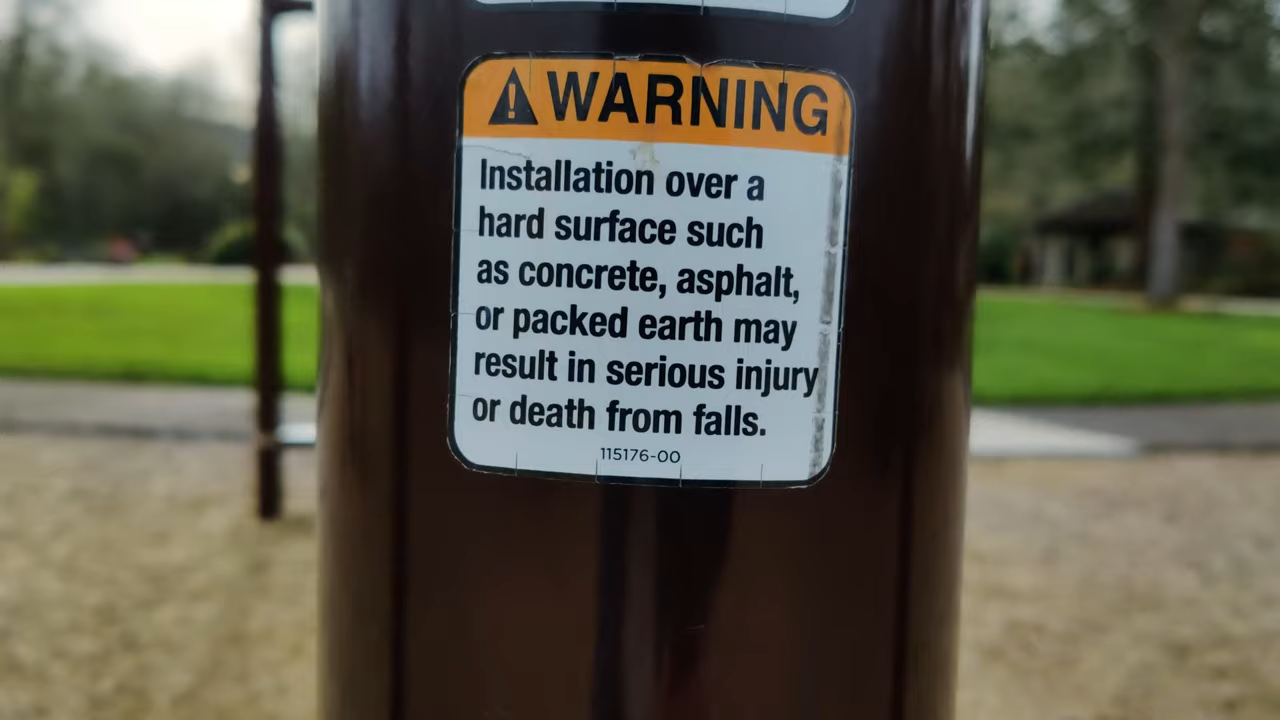 WARNING
Installation over a
hard surface such
as concrete, asphalt,
or packed earth may
result in serious injury
or death from falls.
115176-00